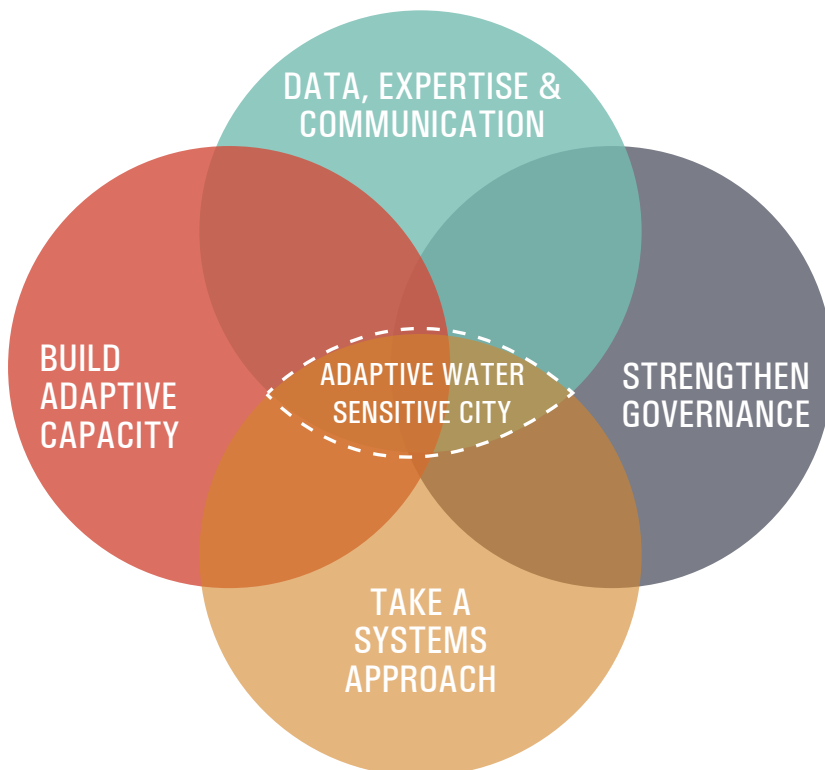 DATA, EXPERTISE &
COMMUNICATION
BUILD
ADAPTIVE
CAPACITY
ADAPTIVE WATER
SENSITIVE CITY
STRENGTHEN
GOVERNANCE
TAKE A
SYSTEMS
APPROACH